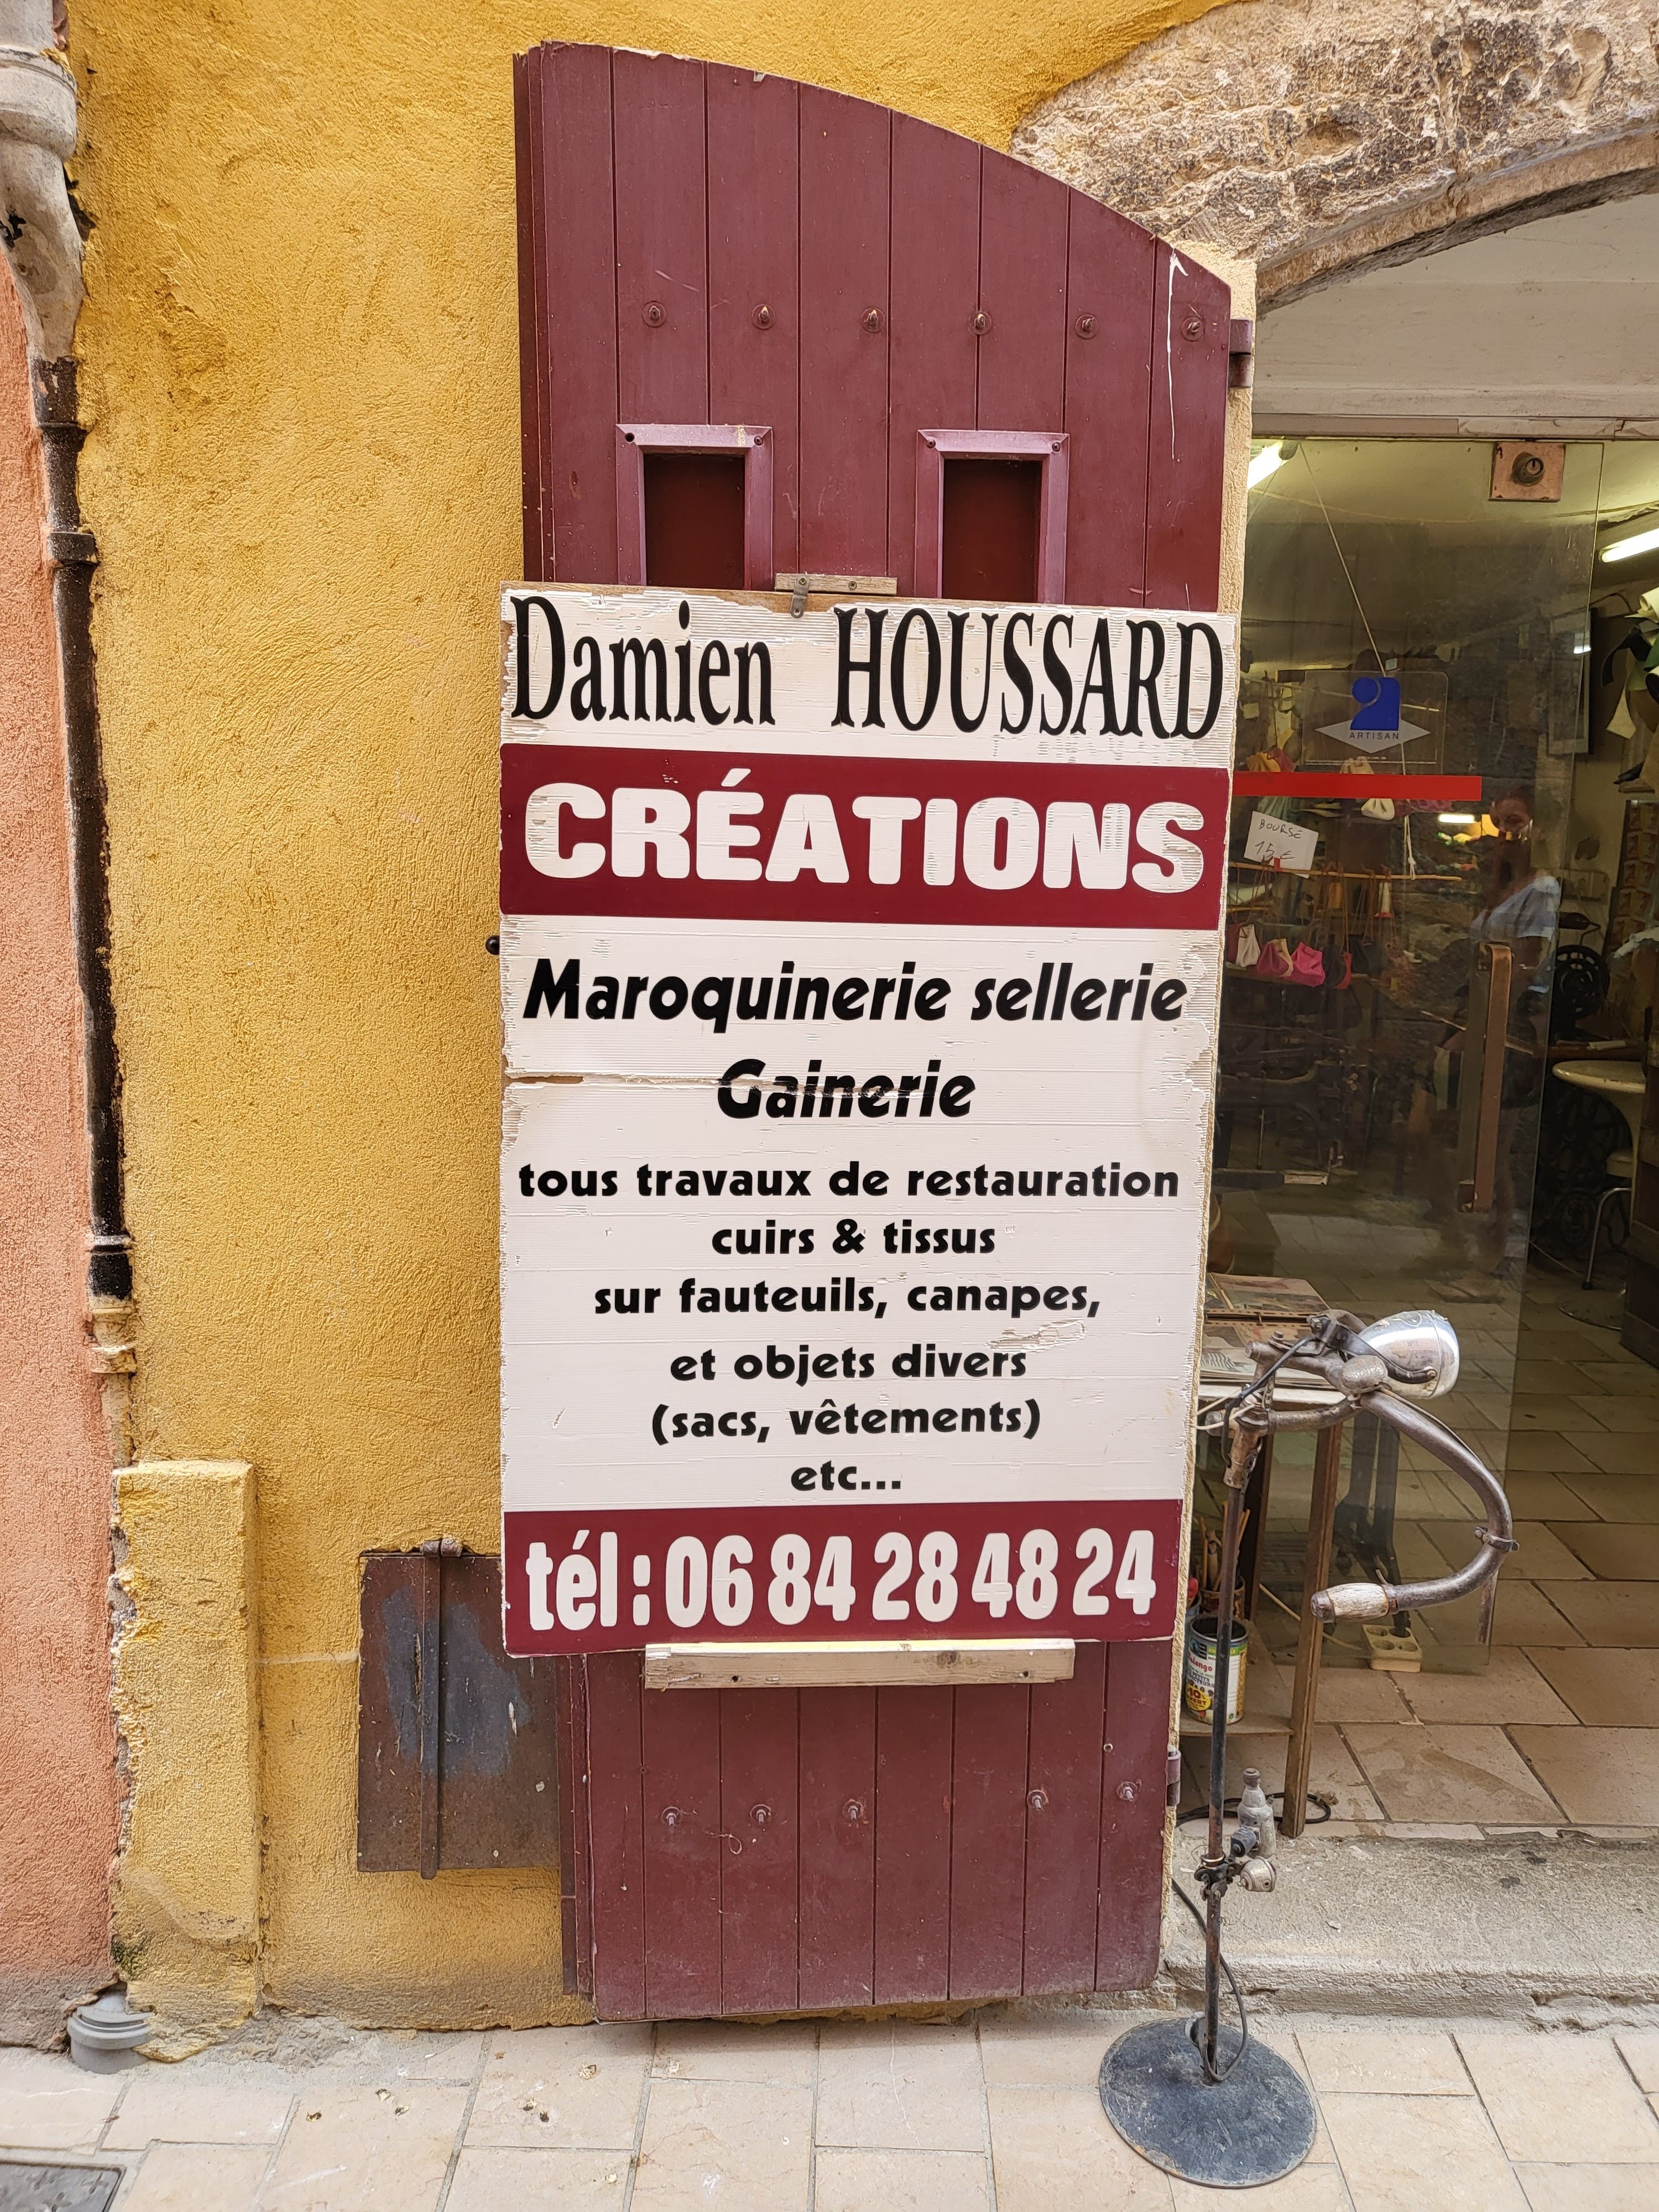 Damien HOUSSARD
CRÉATIONS
Maroquinerie sellerie
Gainerie
tous travaux de restauration
cuirs & tissus
sur fauteuils, canapes,
et objets divers
(sacs, vêtements)
etc...
tél: 06 84 28 48 24
ARTISAN
BOURSE
15 €